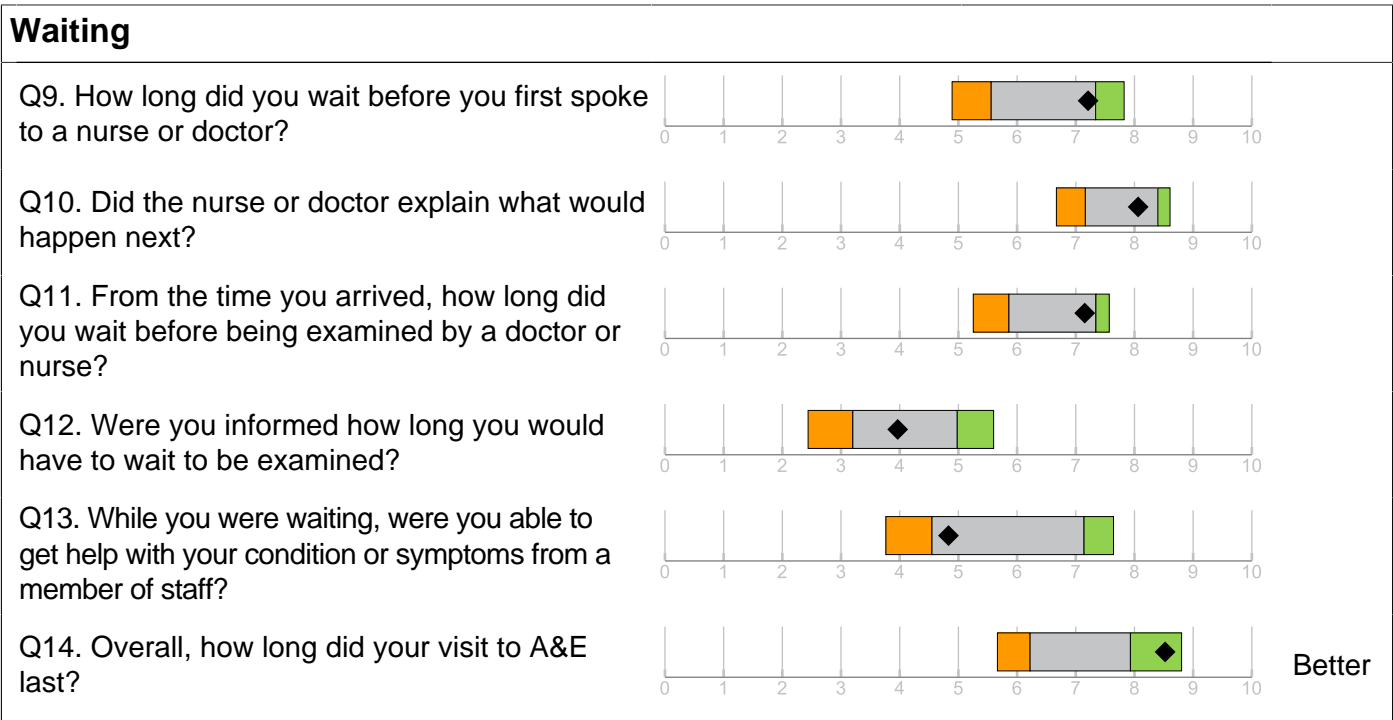 Waiting
Q9. How long did you wait before you first spoke
to a nurse or doctor?
0 1 2 3 4 5 6 7 8 9 10
Q10. Did the nurse or doctor explain what would
happen next?
0 1 2 3 4 5 6 7 8 9 10
Q11. From the time you arrived, how long did
you wait before being examined by a doctor or
nurse?
0 1 2 3 4 5 6 7 8 9 10
Q12. Were you informed how long you would
have to wait to be examined?
0 1 2 3 4 5 6 7 8 9 10
Q13. While you were waiting, were you able to
get help with your condition or symptoms from a
member of staff?
0 1 2 3 4 5 6 7 8 9 10
Q14. Overall, how long did your visit to A&E
last?
0 1 2 3 4 5 6 7 8 9 10
Better